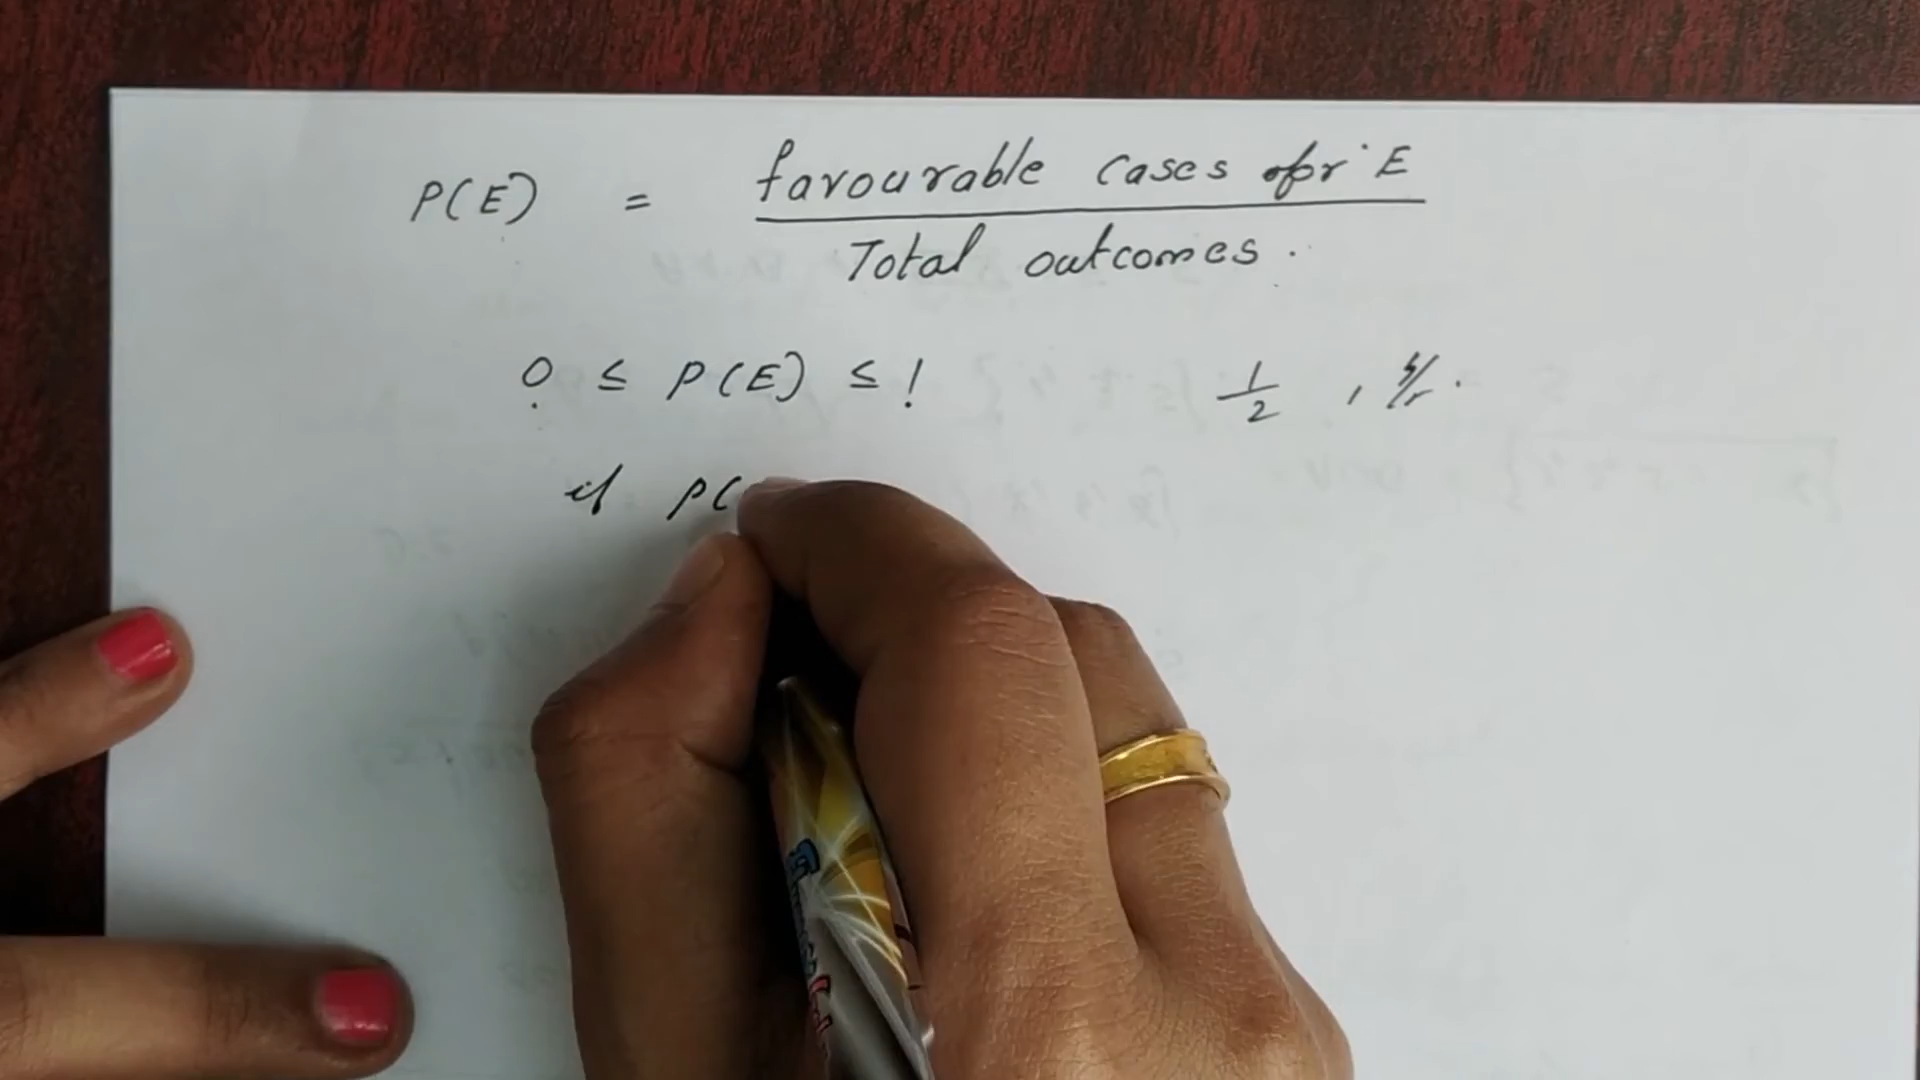 P(E) = favourable cases for E
Total outcomes.
0 ≤ P(E) ≤ 1 1/2 ,
if P(